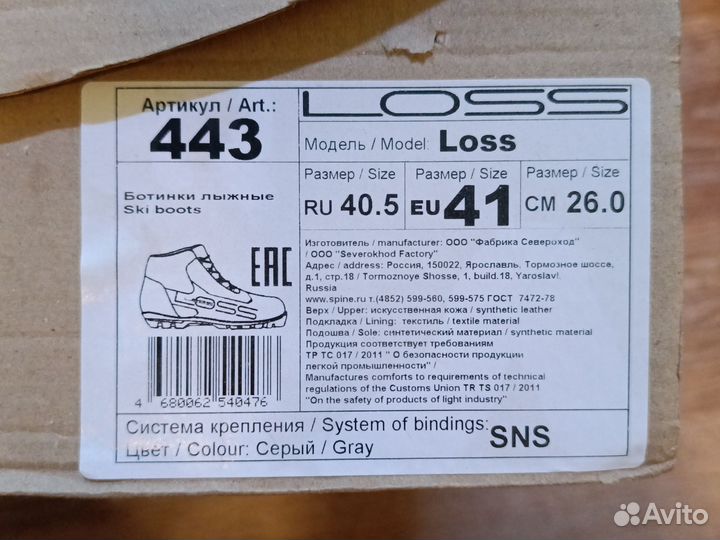 Артикул / Art.:
443
LOSS
Модель / Model: Loss
Размер / Size
RU 40.5
Размер / Size
EU 41
Размер / Size
CM 26.0
Ботинки лыжные
Ski boots
EAC
LOSS
Изготовитель / manufacturer: ООО "Фабрика Североход"
/ ООО "Severokhod Factory"
Адрес / address: Россия, 150022, Ярославль, Тормозное шоссе,
д.1, стр.18 / Tormoznoye Shosse, 1, build.18, Yaroslavl.
Russia
www.spine.ru т.(4852) 599-560, 599-575 ГОСТ 7472-78
Верх / Upper: искусственная кожа / synthetic leather
Подкладка / Lining: текстиль / textile material
Подошва / Sole: синтетический материал / synthetic material
Продукция соответствует требованиям
ТР ТС 017 / 2011 " О безопасности продукции
легкой промышленности" /
Manufactures comforts to requirements of technical
regulations of the Customs Union TR TS 017 / 2011
"On the safety of products of light industry"
4 680062 540476
Система крепления / System of bindings: SNS
Цвет / Colour: Серый / Gray
Avito